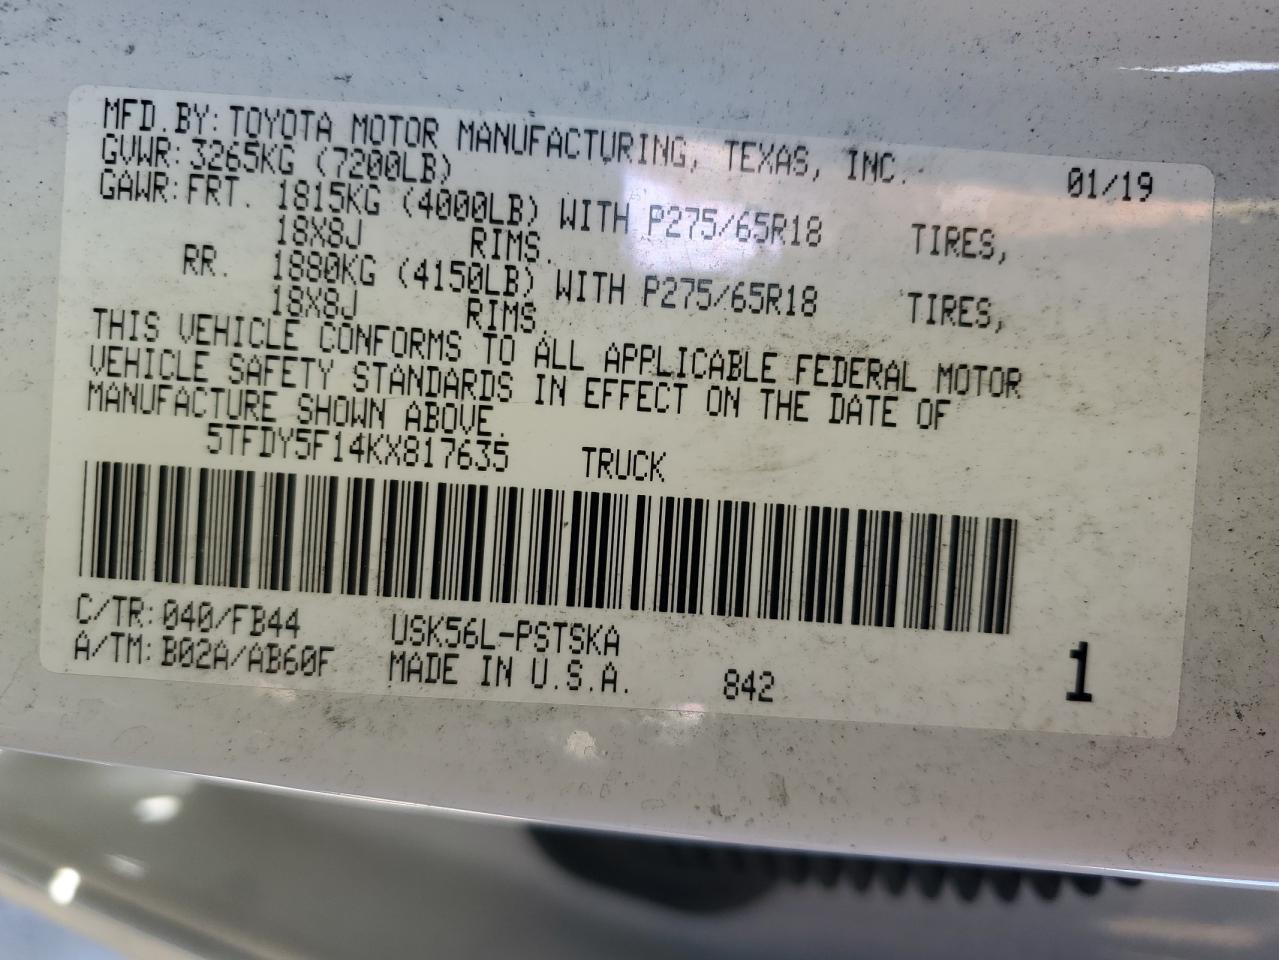 MFD.BY: TOYOTA MOTOR MANUFACTURING, TEXAS, INC. 01/19
GVWR: 3265KG (7200LB)
GAWR: FRT. 1815KG (4000LB) WITH P275/65R18 TIRES,
18X8J RIMS.
RR. 1880KG (4150LB) WITH P275/65R18 TIRES,
18X8J RIMS.
THIS VEHICLE CONFORMS TO ALL APPLICABLE FEDERAL MOTOR
VEHICLE SAFETY STANDARDS IN EFFECT ON THE DATE OF
MANUFACTURE SHOWN ABOVE.
5TFDY5F14KX817635 TRUCK
C/TR: 040/FB44 USK56L-PSTSKA
A/TM: B02A/AB60F MADE IN U.S.A. 842 1